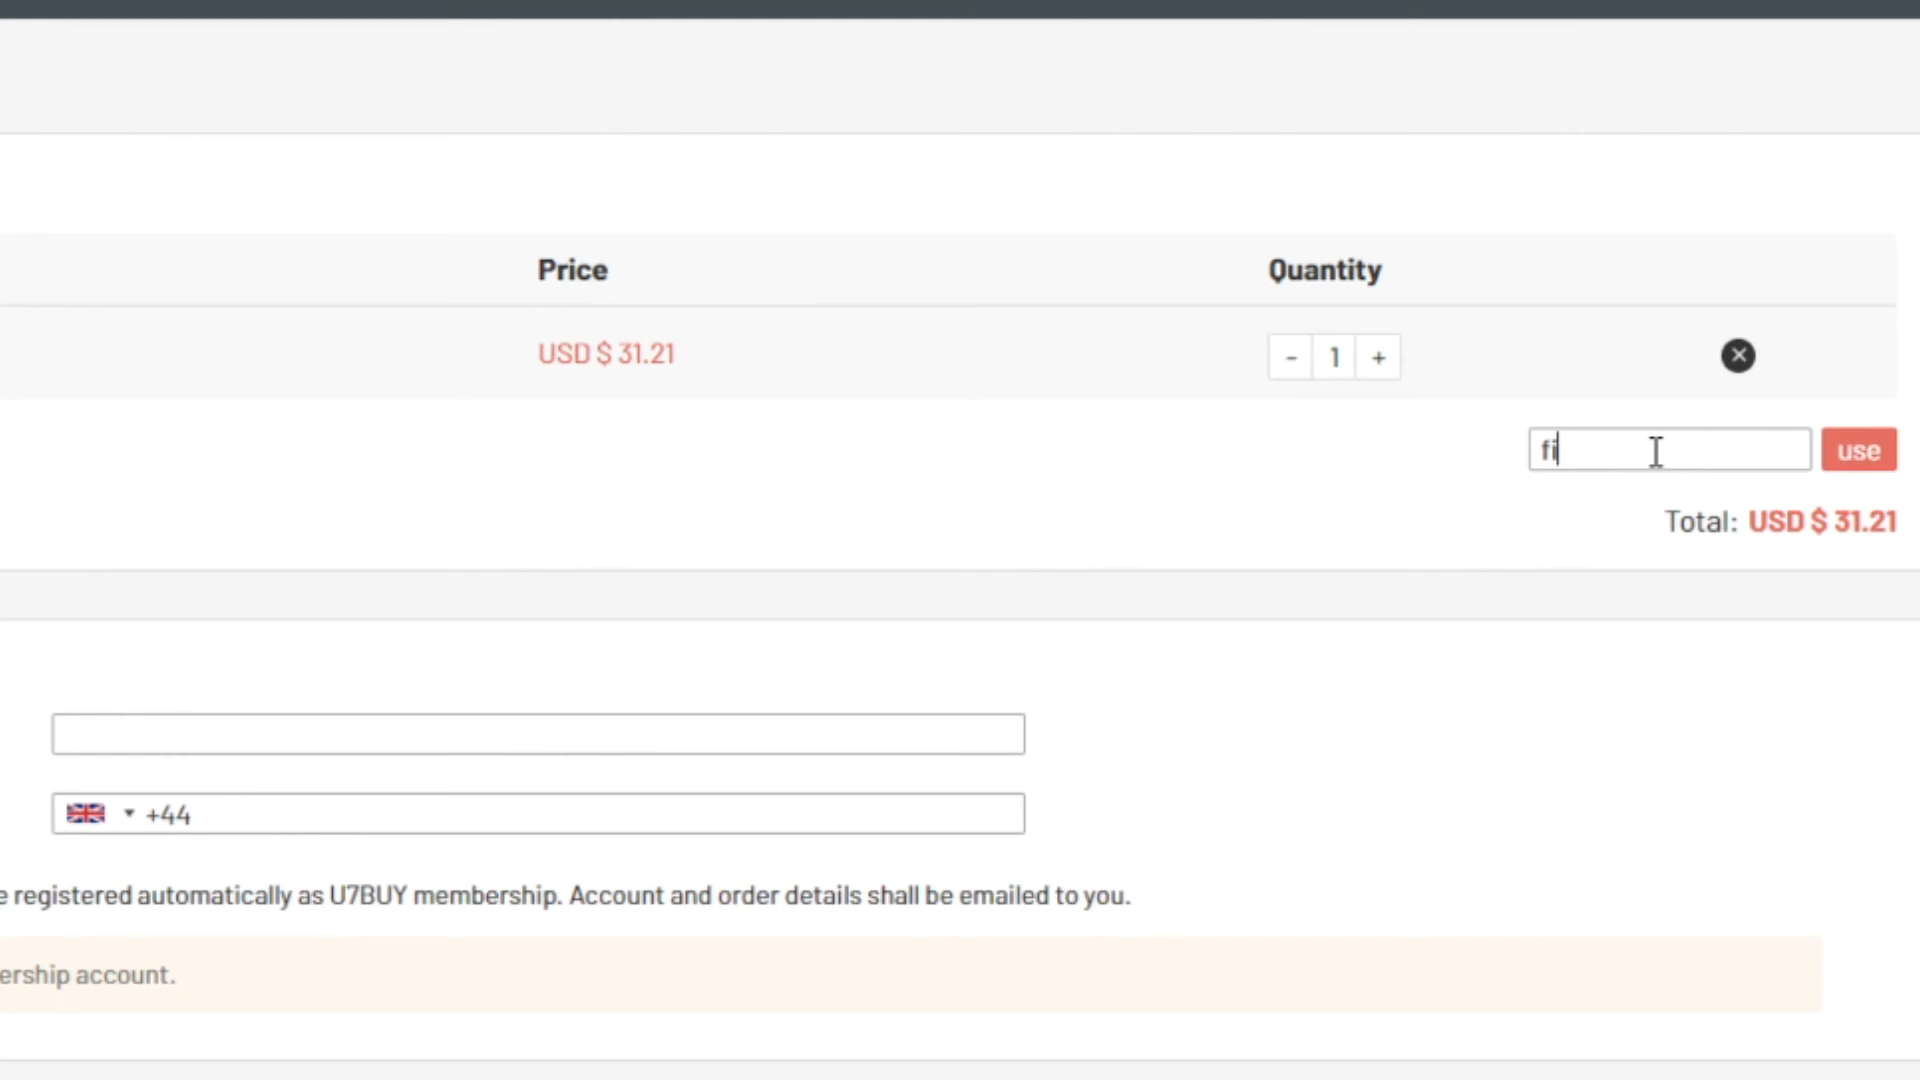 Price Quantity
USD $ 31.21 - 1 +
fi use
Total: USD $ 31.21
+44
e registered automatically as U7BUY membership. Account and order details shall be emailed to you.
ership account.